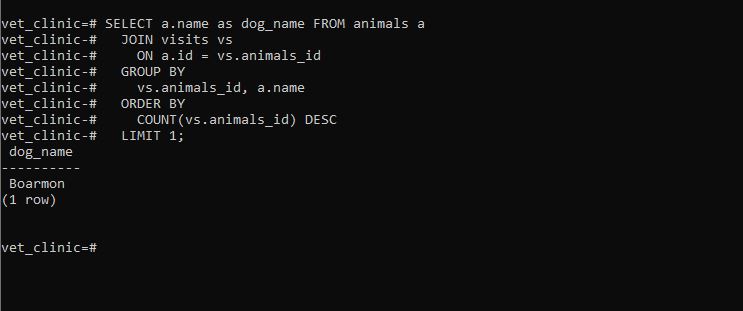 vet_clinic=# SELECT a.name as dog_name FROM animals a
vet_clinic-#   JOIN visits vs
vet_clinic-#     ON a.id = vs.animals_id
vet_clinic-#   GROUP BY
vet_clinic-#     vs.animals_id, a.name
vet_clinic-#   ORDER BY
vet_clinic-#     COUNT(vs.animals_id) DESC
vet_clinic-#   LIMIT 1;
 dog_name
----------
 Boarmon
(1 row)
vet_clinic=#